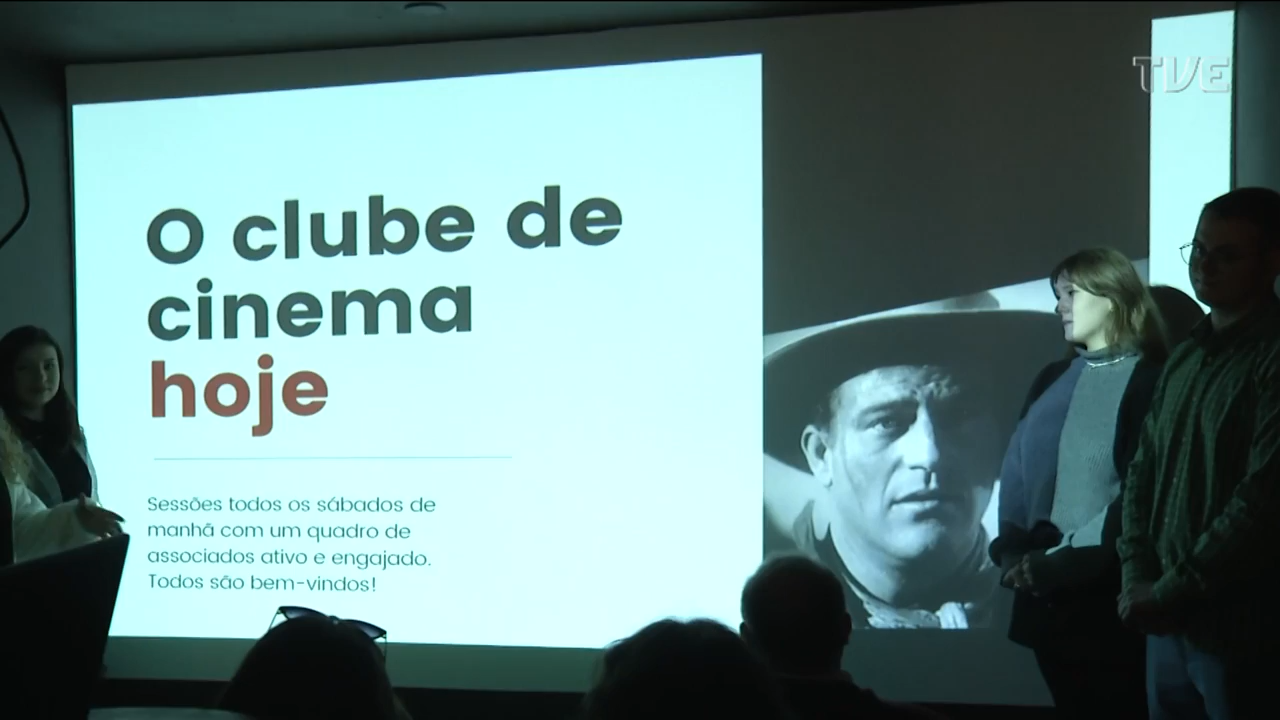 TVE
O clube de
cinema
hoje
Sessões todos os sábados de
manhã com um quadro de
associados ativo e engajado.
Todos são bem-vindos!